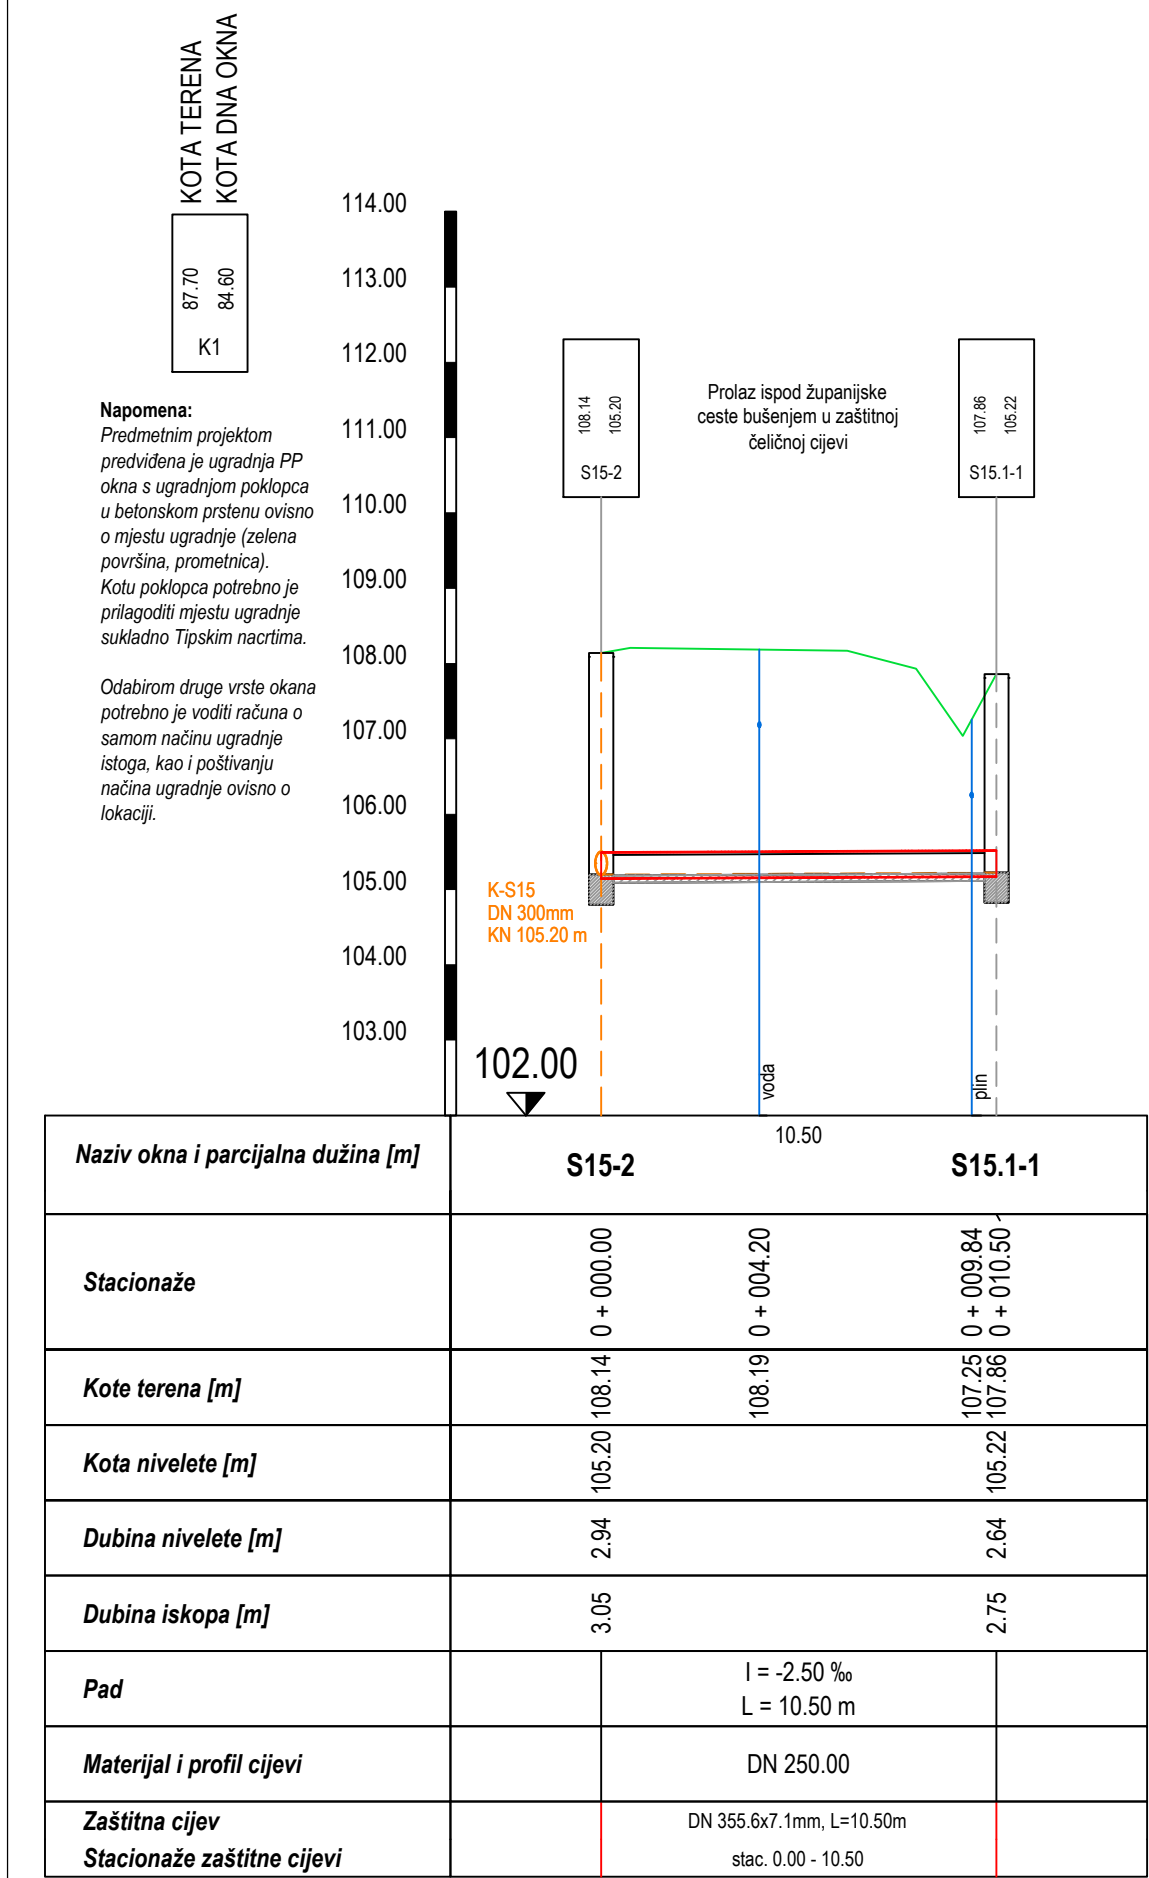 KOTA TERENA
KOTA DNA OKNA
87.70
84.60
K1
Napomena:
Predmetnim projektom
predviđena je ugradnja PP
okna s ugradnjom poklopca
u betonskom prstenu ovisno
o mjestu ugradnje (zelena
površina, prometnica).
Kotu poklopca potrebno je
prilagoditi mjestu ugradnje
sukladno Tipskim nacrtima.
Odabirom druge vrste okana
potrebno je voditi računa o
samom načinu ugradnje
istoga, kao i poštivanju
načina ugradnje ovisno o
lokaciji.
114.00
113.00
112.00
111.00
110.00
109.00
108.00
107.00
106.00
105.00
104.00
103.00
102.00
108.14
105.20
S15-2
Prolaz ispod županijske
ceste bušenjem u zaštitnoj
čeličnoj cijevi
107.86
105.22
S15.1-1
K-S15
DN 300mm
KN 105.20 m
voda
plin
Naziv okna i parcijalna dužina [m]
S15-2
10.50
S15.1-1
Stacionaže
0 + 000.00
0 + 004.20
0 + 009.84
0 + 010.50
Kote terena [m]
108.14
108.19
107.25
107.86
Kota nivelete [m]
105.20
105.22
Dubina nivelete [m]
2.94
2.64
Dubina iskopa [m]
3.05
2.75
Pad
I = -2.50 ‰
L = 10.50 m
Materijal i profil cijevi
DN 250.00
Zaštitna cijev
DN 355.6x7.1mm, L=10.50m
Stacionaže zaštitne cijevi
stac. 0.00 - 10.50